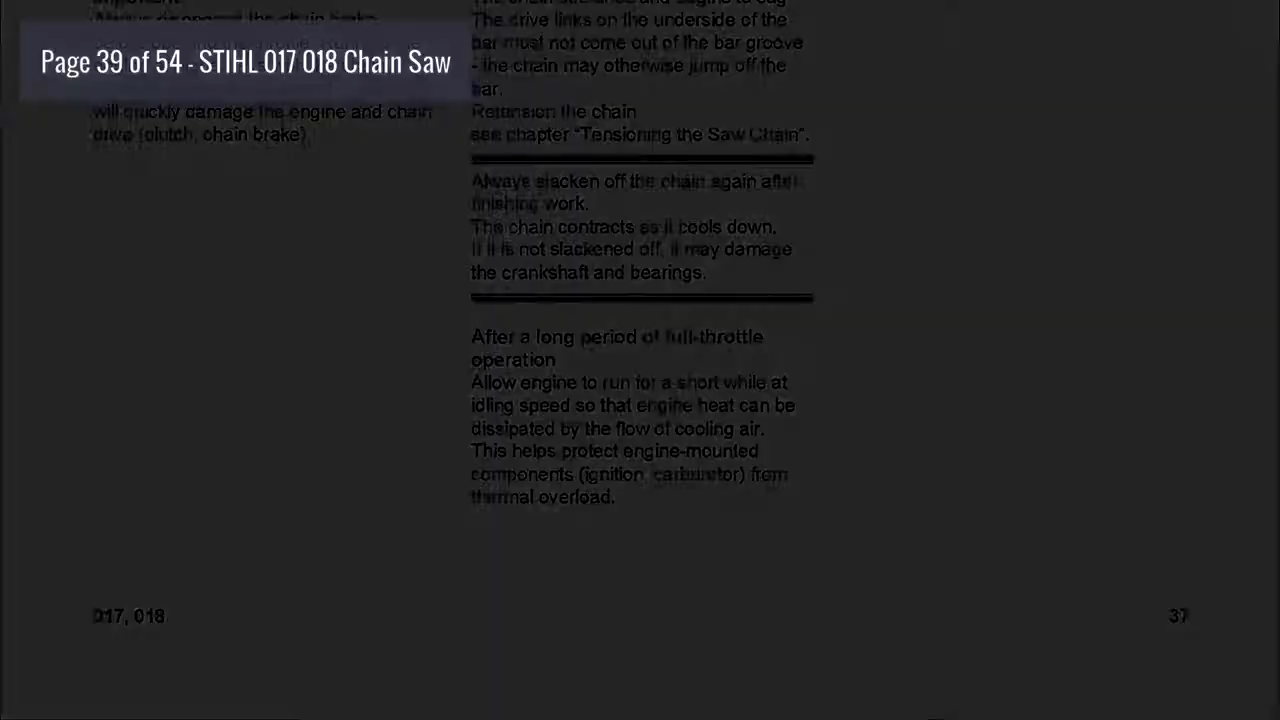 Page 39 of 54 - STIHL 017 018 Chain Saw
Always disengage the chain brake
will quickly damage the engine and chain
drive (clutch, chain brake)
The drive links on the underside of the
bar must not come out of the bar groove
- the chain may otherwise jump off the
bar.
Retension the chain
see chapter "Tensioning the Saw Chain".
Always slacken off the chain again after
finishing work.
The chain contracts as it cools down.
If it is not slackened off, it may damage
the crankshaft and bearings.
After a long period of full-throttle
operation
Allow engine to run for a short while at
idling speed so that engine heat can be
dissipated by the flow of cooling air.
This helps protect engine-mounted
components (ignition, carburetor) from
thermal overload.
017, 018
37